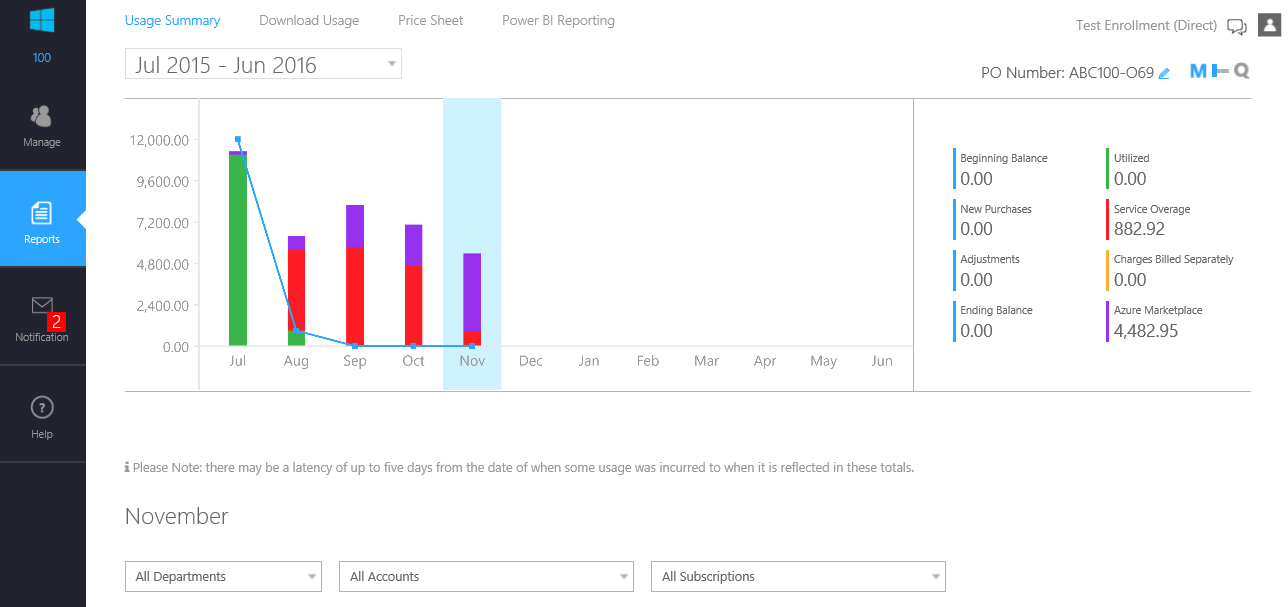 Usage Summary Download Usage Price Sheet Power BI Reporting
Test Enrollment (Direct)
100
Jul 2015 - Jun 2016
PO Number: ABC100-O69
M Q
Manage
Reports
2
Notification
Help
12,000.00
9,600.00
7,200.00
4,800.00
2,400.00
0.00
Jul Aug Sep Oct Nov Dec Jan Feb Mar Apr May Jun
Beginning Balance
0.00
Utilized
0.00
New Purchases
0.00
Service Overage
882.92
Adjustments
0.00
Charges Billed Separately
0.00
Ending Balance
0.00
Azure Marketplace
4,482.95
Please Note: there may be a latency of up to five days from the date of when some usage was incurred to when it is reflected in these totals.
November
All Departments All Accounts All Subscriptions